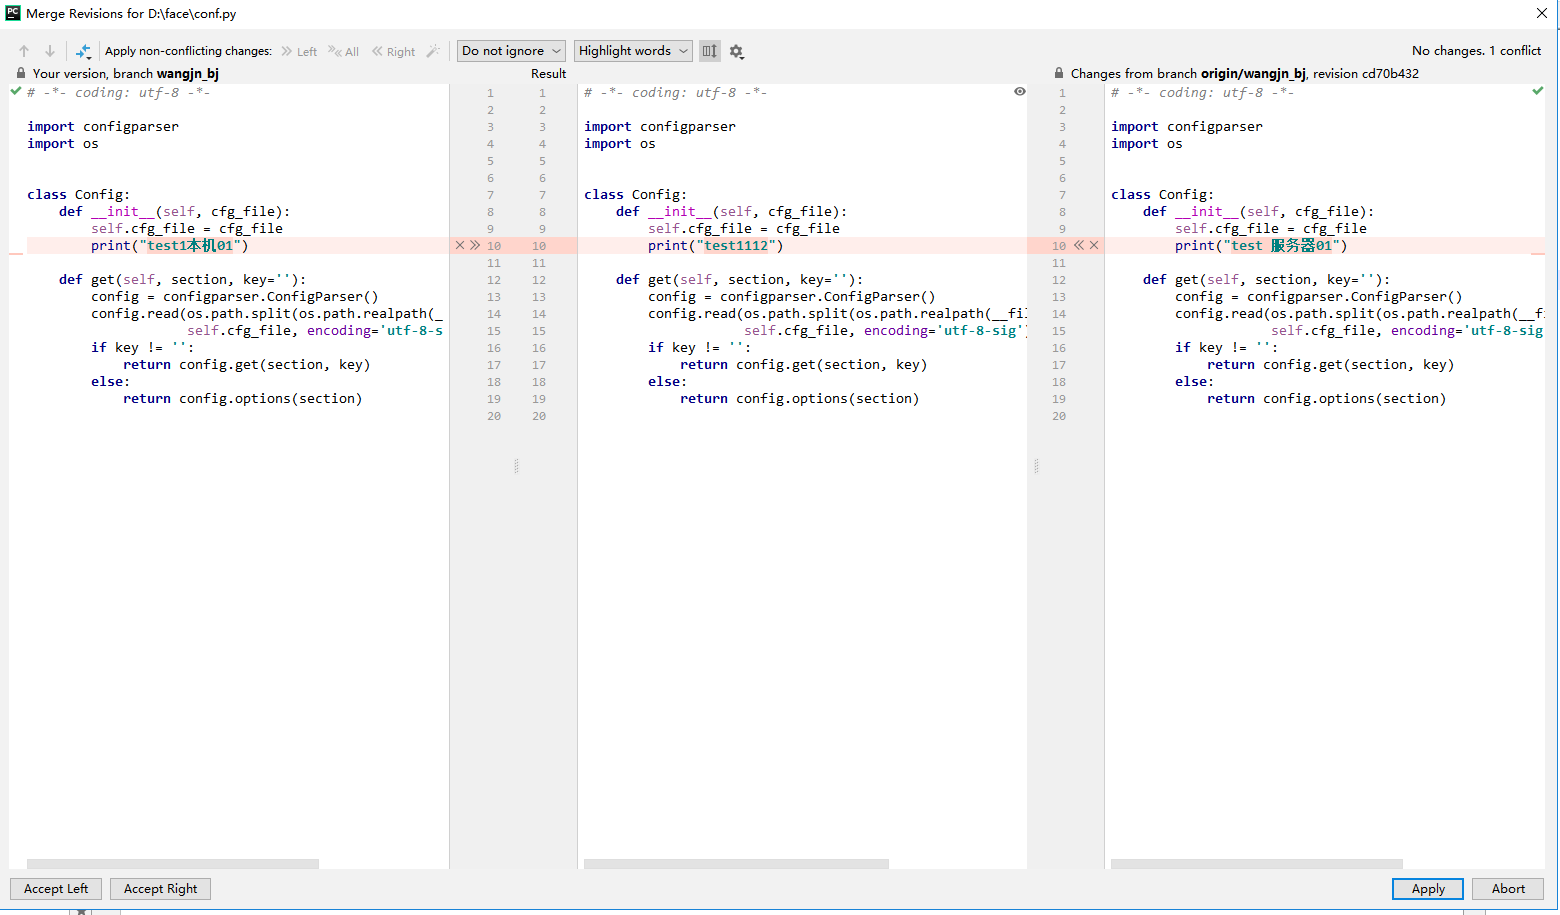 PC Merge Revisions for D:\face\conf.py
Apply non-conflicting changes: Left All Right Do not ignore Highlight words No changes. 1 conflict
Your version, branch wangjn_bj
Result
Changes from branch origin/wangjn_bj, revision cd70b432
# -*- coding: utf-8 -*-
import configparser
import os
class Config:
def __init__(self, cfg_file):
self.cfg_file = cfg_file
print("test1本机01")
def get(self, section, key=''):
config = configparser.ConfigParser()
config.read(os.path.split(os.path.realpath(_
self.cfg_file, encoding='utf-8-s
if key != '':
return config.get(section, key)
else:
return config.options(section)
1 1
2 2
3 3
4 4
5 5
6 6
7 7
8 8
9 9
10 10
11 11
12 12
13 13
14 14
15 15
16 16
17 17
18 18
19 19
20 20
# -*- coding: utf-8 -*-
import configparser
import os
class Config:
def __init__(self, cfg_file):
self.cfg_file = cfg_file
print("test1112")
def get(self, section, key=''):
config = configparser.ConfigParser()
config.read(os.path.split(os.path.realpath(__fil
self.cfg_file, encoding='utf-8-sig')
if key != '':
return config.get(section, key)
else:
return config.options(section)
1
2
3
4
5
6
7
8
9
10
11
12
13
14
15
16
17
18
19
20
# -*- coding: utf-8 -*-
import configparser
import os
class Config:
def __init__(self, cfg_file):
self.cfg_file = cfg_file
print("test 服务器01")
def get(self, section, key=''):
config = configparser.ConfigParser()
config.read(os.path.split(os.path.realpath(__fi
self.cfg_file, encoding='utf-8-sig
if key != '':
return config.get(section, key)
else:
return config.options(section)
Accept Left Accept Right Apply Abort